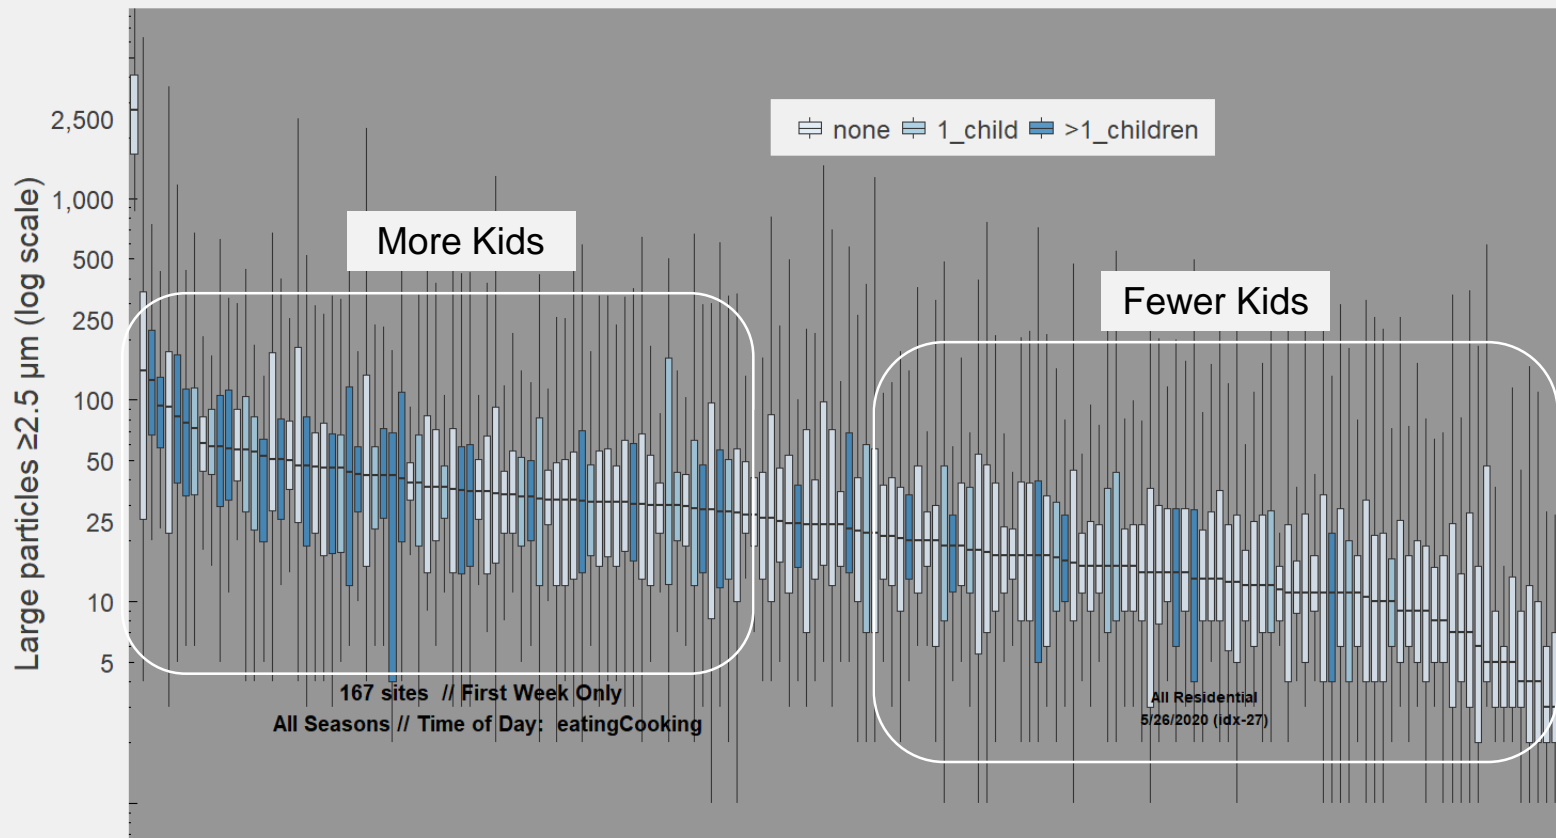 Large particles ≥2.5 µm (log scale)
2,500
1,000
500
250
100
50
25
10
5
none 1_child >1_children
More Kids
Fewer Kids
167 sites // First Week Only
All Seasons // Time of Day: eatingCooking
All Residential
5/26/2020 (idx-27)